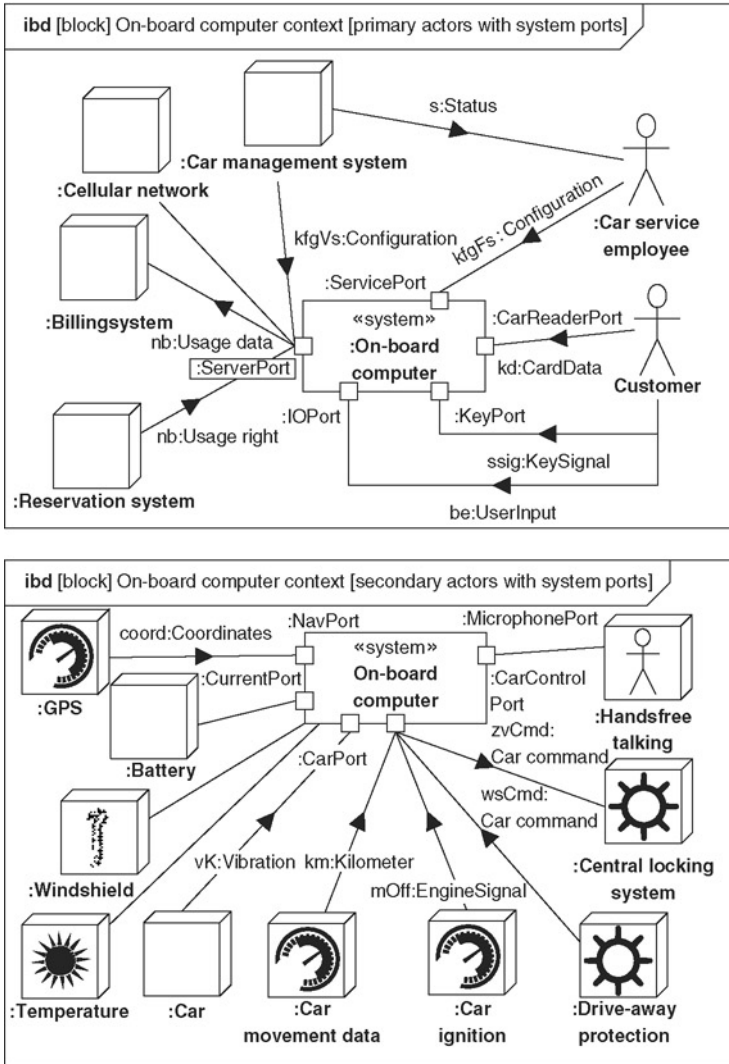 ibd [block] On-board computer context [primary actors with system ports]
s:Status
:Car management system
:Cellular network
:Car service
employee
kfgVs:Configuration
kfgFs:Configuration
:ServicePort
:Billingsystem
«system»
:On-board
computer
:CarReaderPort
nb:Usage data
kd:CardData
Customer
:ServerPort
:IOPort
:KeyPort
nb:Usage right
ssig:KeySignal
:Reservation system
be:UserInput
ibd [block] On-board computer context [secondary actors with system ports]
:NavPort
:MicrophonePort
coord:Coordinates
«system»
On-board
computer
:CurrentPort
:CarControl
Port
:GPS
:Handsfree
talking
zvCmd:
Car command
:Battery
:CarPort
wsCmd:
Car command
vK:Vibration
km:Kilometer
:Windshield
:Central locking
system
mOff:EngineSignal
:Temperature
:Car
:Car
movement data
:Car
ignition
:Drive-away
protection